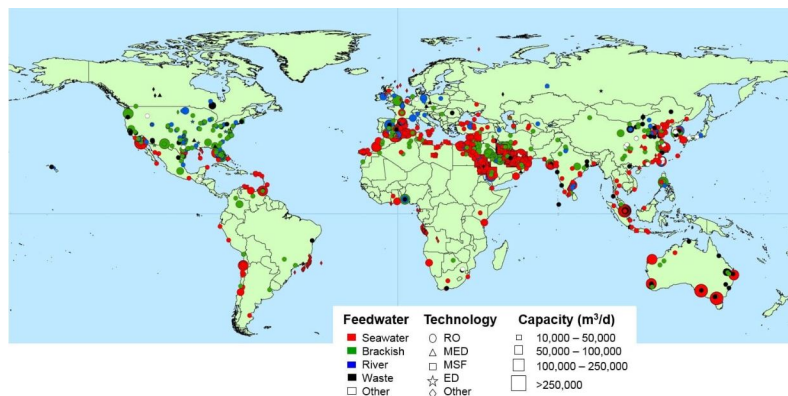 Feedwater Technology Capacity (m³/d)
Seawater RO 10,000 – 50,000
Brackish MED 50,000 – 100,000
River MSF 100,000 – 250,000
Waste ED >250,000
Other Other